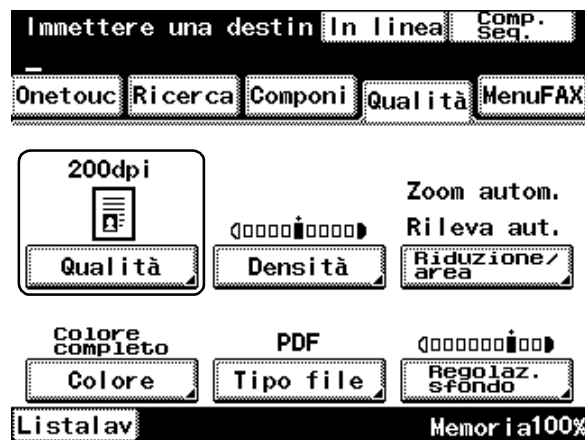 Immettere una destin In linea Comp. Seq.
Onetouc Ricerca Componi Qualità MenuFAX
200dpi
Zoom autom.
Rileva aut.
Qualità Densità Riduzione/ area
Colore completo PDF
Colore Tipo file Regolaz. sfondo
Listalav Memoria100%